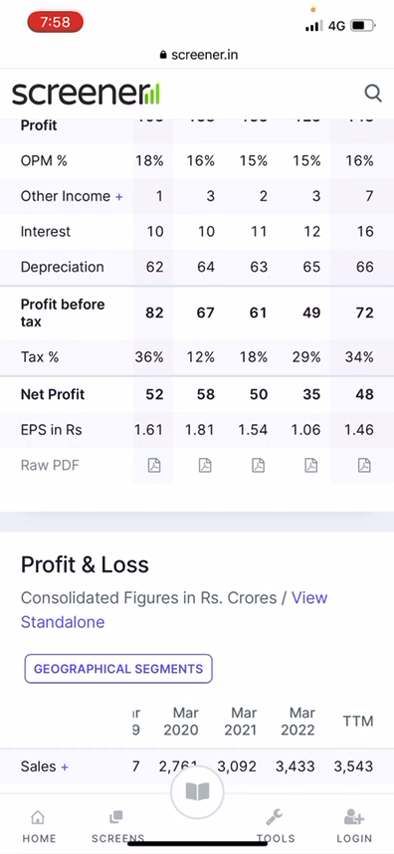 7:58
4G
screener.in
screener
Profit
OPM % 18% 16% 15% 15% 16%
Other Income + 1 3 2 3 7
Interest 10 10 11 12 16
Depreciation 62 64 63 65 66
Profit before
tax 82 67 61 49 72
Tax % 36% 12% 18% 29% 34%
Net Profit 52 58 50 35 48
EPS in Rs 1.61 1.81 1.54 1.06 1.46
Raw PDF
Profit & Loss
Consolidated Figures in Rs. Crores / View
Standalone
GEOGRAPHICAL SEGMENTS
Mar Mar Mar
9 2020 2021 2022 TTM
Sales + 7 2,761 3,092 3,433 3,543
HOME SCREENS TOOLS LOGIN